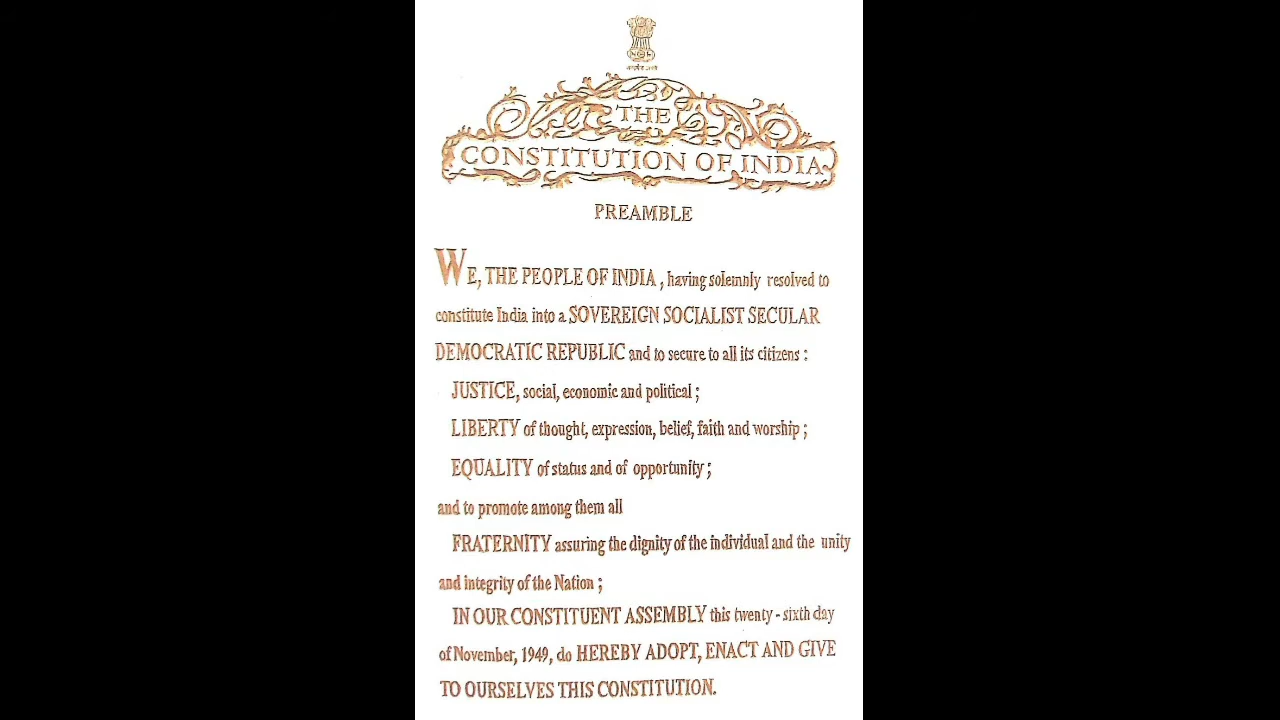 THE
CONSTITUTION OF INDIA
PREAMBLE
WE, THE PEOPLE OF INDIA, having solemnly resolved to
constitute India into a SOVEREIGN SOCIALIST SECULAR
DEMOCRATIC REPUBLIC and to secure to all its citizens :
JUSTICE, social, economic and political ;
LIBERTY of thought, expression, belief, faith and worship ;
EQUALITY of status and of opportunity ;
and to promote among them all
FRATERNITY assuring the dignity of the individual and the unity
and integrity of the Nation ;
IN OUR CONSTITUENT ASSEMBLY this twenty - sixth day
of November, 1949, do HEREBY ADOPT, ENACT AND GIVE
TO OURSELVES THIS CONSTITUTION.